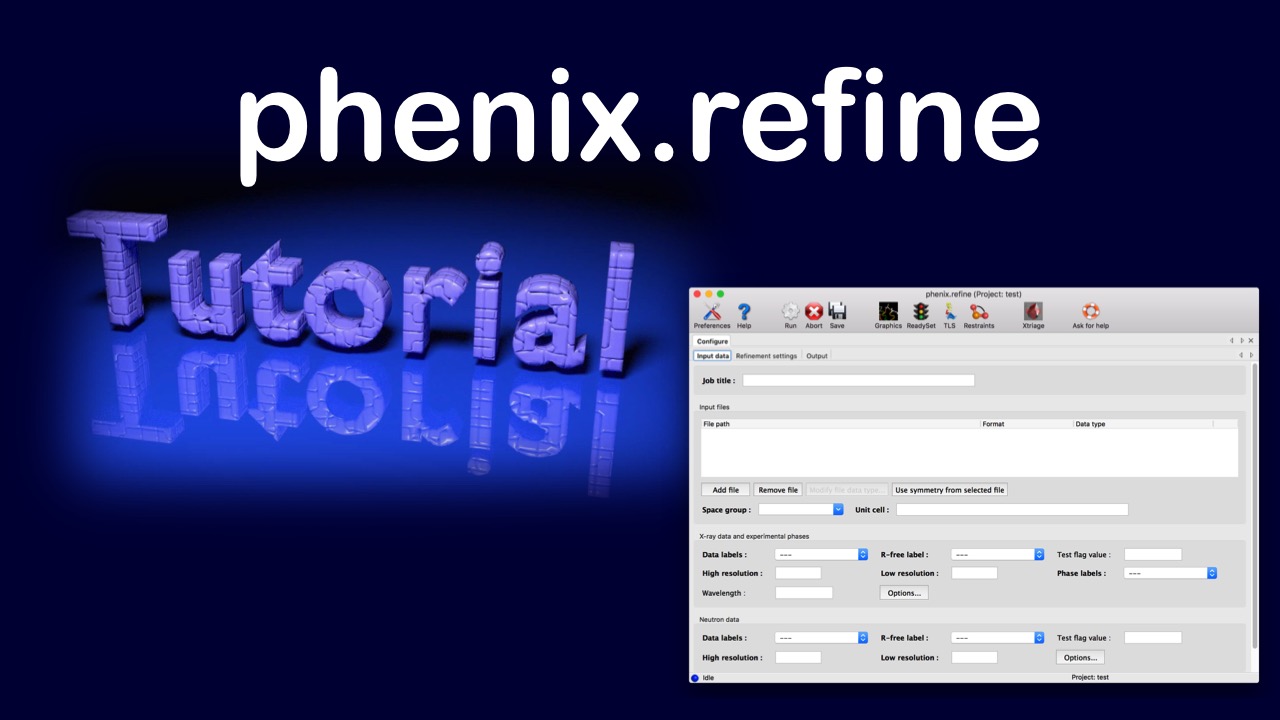 phenix.refine
Tutorial
phenix.refine (Project: test)
Preferences Help Run Abort Save Graphics ReadySet TLS Restraints Xtriage Ask for help
Configure
Input data Refinement settings Output
Job title :
Input files
File path Format Data type
Add file Remove file Modify file data type... Use symmetry from selected file
Space group : Unit cell :
X-ray data and experimental phases
Data labels : --- R-free label : --- Test flag value :
High resolution : Low resolution : Phase labels : ---
Wavelength : Options...
Neutron data
Data labels : --- R-free label : --- Test flag value :
High resolution : Low resolution : Options...
Idle Project: test